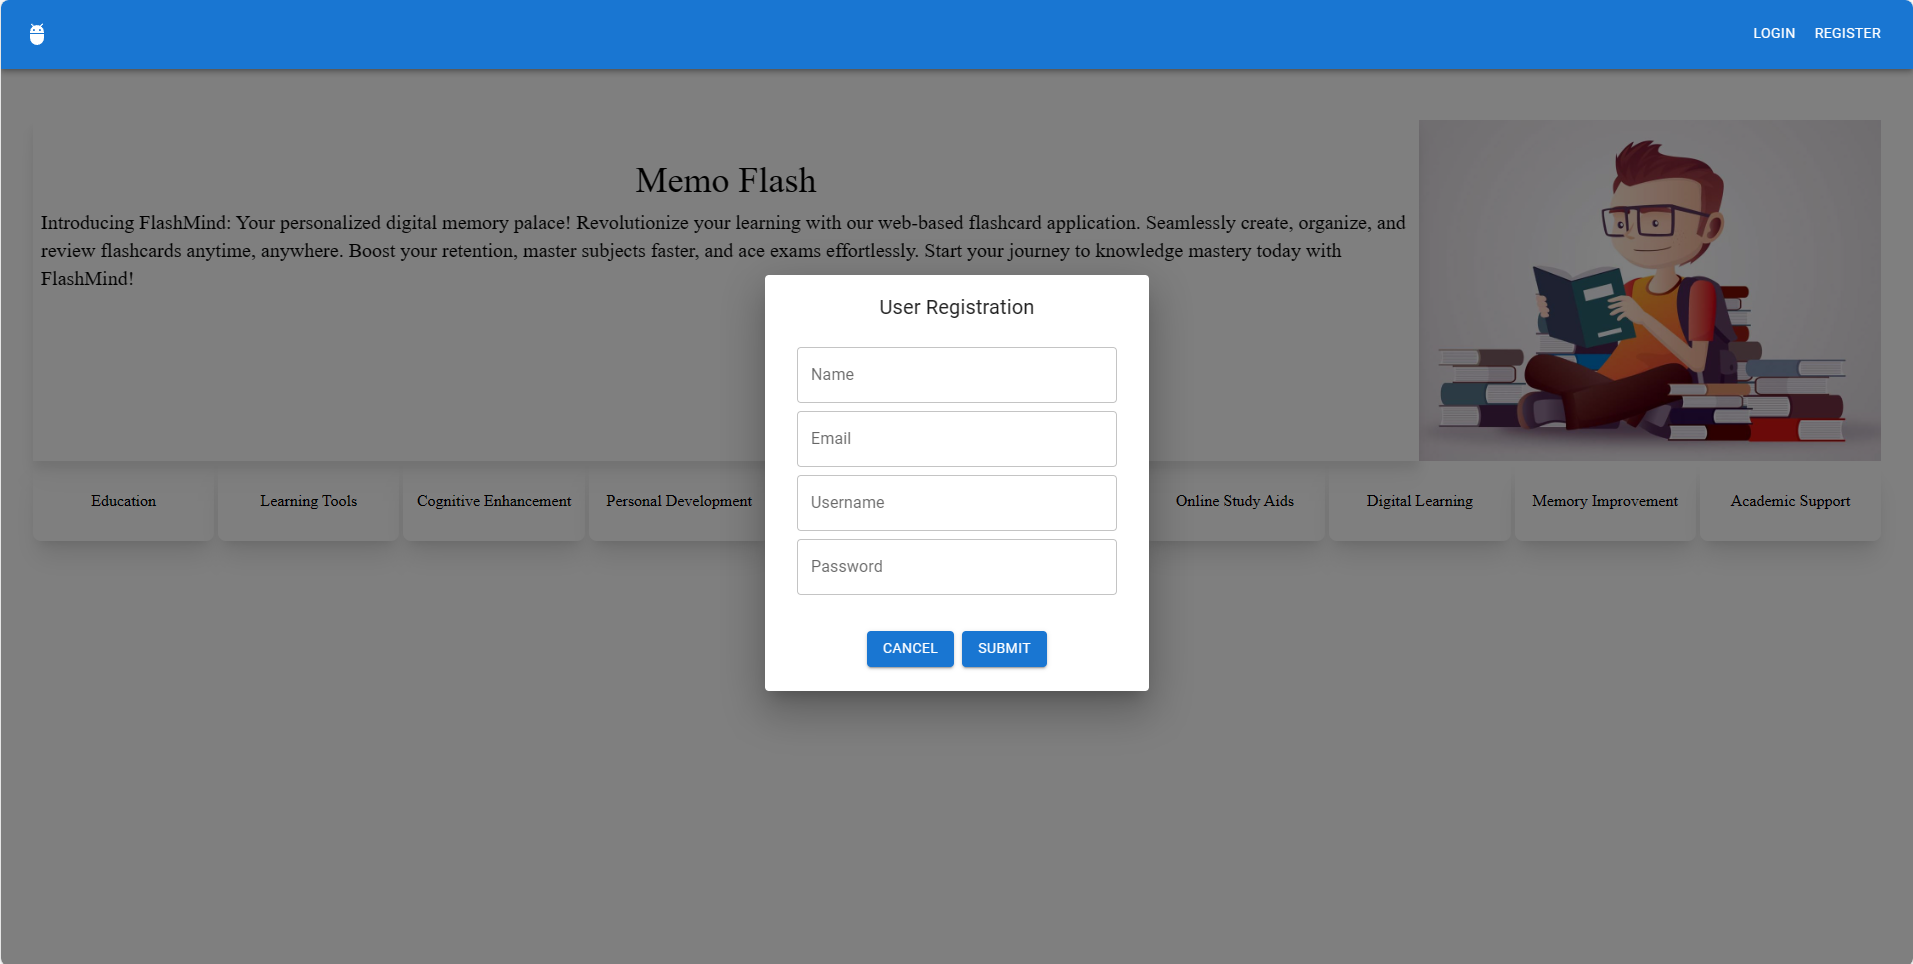 LOGIN REGISTER
Memo Flash
Introducing FlashMind: Your personalized digital memory palace! Revolutionize your learning with our web-based flashcard application. Seamlessly create, organize, and
review flashcards anytime, anywhere. Boost your retention, master subjects faster, and ace exams effortlessly. Start your journey to knowledge mastery today with
FlashMind!
User Registration
Name
Email
Username
Password
CANCEL SUBMIT
Education Learning Tools Cognitive Enhancement Personal Development Online Study Aids Digital Learning Memory Improvement Academic Support